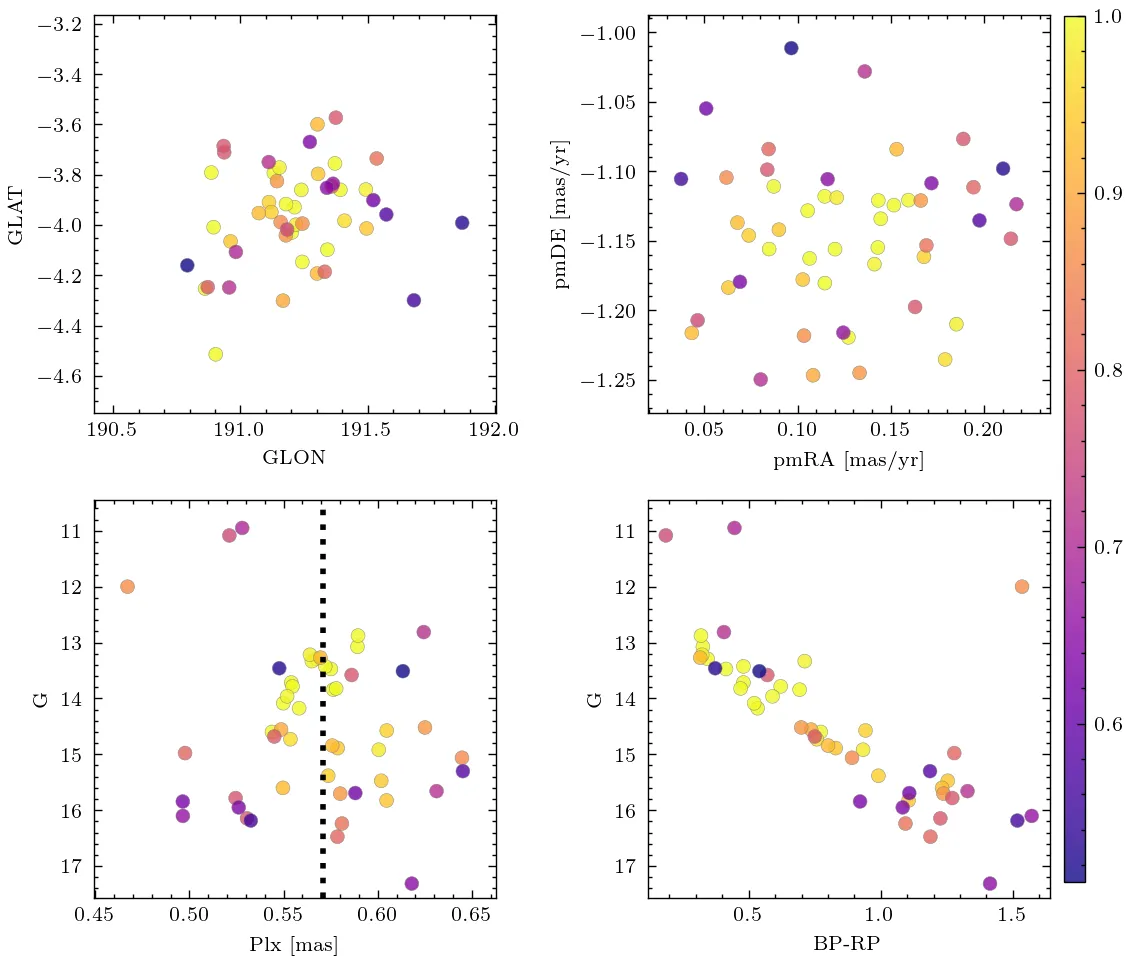 −3.2
−3.4
−3.6
−3.8
−4.0
−4.2
−4.4
−4.6
GLAT
190.5 191.0 191.5 192.0
GLON
−1.00
−1.05
−1.10
−1.15
−1.20
−1.25
pmDE [mas/yr]
0.05 0.10 0.15 0.20
pmRA [mas/yr]
1.0
0.9
0.8
0.7
0.6
11
12
13
14
15
16
17
G
0.45 0.50 0.55 0.60 0.65
Plx [mas]
11
12
13
14
15
16
17
G
0.5 1.0 1.5
BP-RP